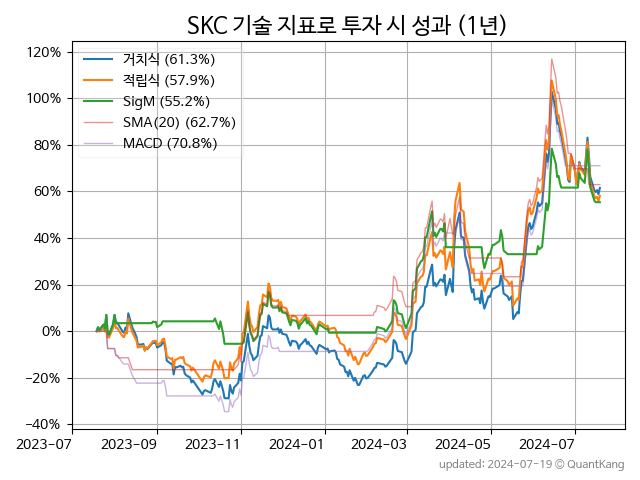 SKC 기술 지표로 투자 시 성과 (1년)
거치식 (61.3%)
적립식 (57.9%)
SigM (55.2%)
SMA(20) (62.7%)
MACD (70.8%)
120%
100%
80%
60%
40%
20%
0%
−20%
−40%
2023-07 2023-09 2023-11 2024-01 2024-03 2024-05 2024-07
updated: 2024-07-19 @ QuantKang